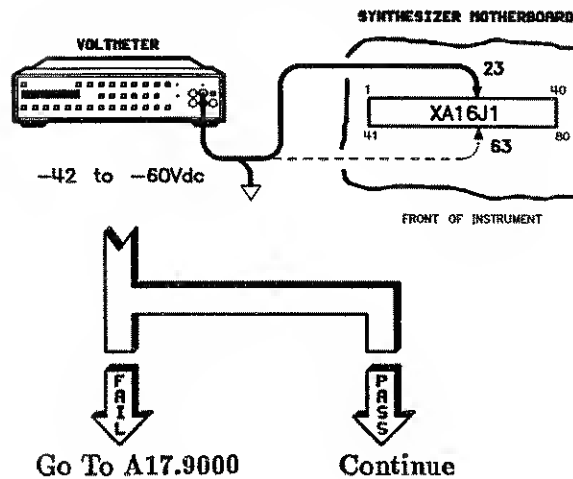 SYNTHESIZER MOTHERBOARD
VOLTMETER
23
1
40
XA16J1
41
63
80
-42 to -60Vdc
FRONT OF INSTRUMENT
FAIL
PASS
Go To A17.9000
Continue